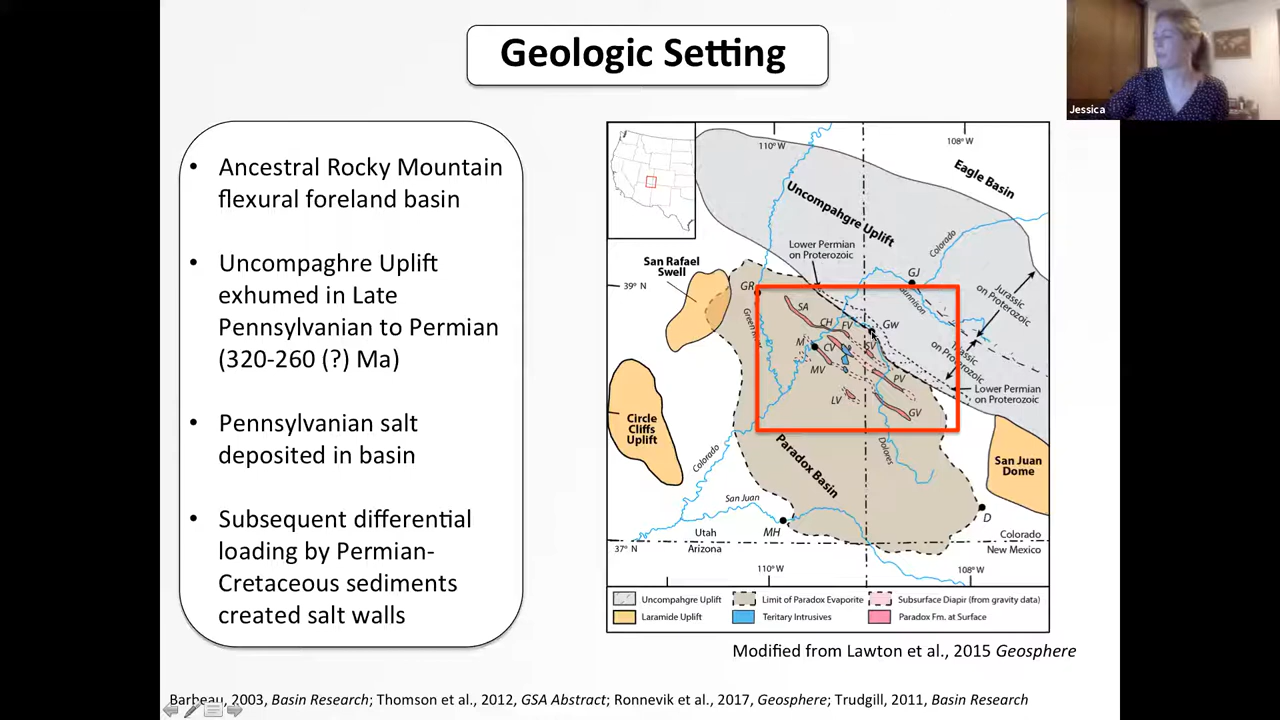 Geologic Setting
Jessica
• Ancestral Rocky Mountain
flexural foreland basin
• Uncompaghre Uplift
exhumed in Late
Pennsylvanian to Permian
(320-260 (?) Ma)
• Pennsylvanian salt
deposited in basin
• Subsequent differential
loading by Permian-
Cretaceous sediments
created salt walls
110° W
108° W
Eagle Basin
Uncompahgre Uplift
Colorado
Lower Permian
on Proterozoic
San Rafael
Swell
GJ
39° N
GR
Jurassic
on Proterozoic
SA
CH
FV
Gw
M
CV
SV
Triassic
on Proterozoic
MV
PV
Lower Permian
on Proterozoic
LV
GV
Circle
Cliffs
Uplift
Dolores
Colorado
Paradox Basin
San Juan
Dome
San Juan
MH
D
Utah
Arizona
Colorado
New Mexico
37° N
110° W
108° W
Uncompahgre Uplift
Limit of Paradox Evaporite
Subsurface Diapir (from gravity data)
Laramide Uplift
Teritary Intrusives
Paradox Fm. at Surface
Modified from Lawton et al., 2015 Geosphere
Barbeau, 2003, Basin Research; Thomson et al., 2012, GSA Abstract; Ronnevik et al., 2017, Geosphere; Trudgill, 2011, Basin Research